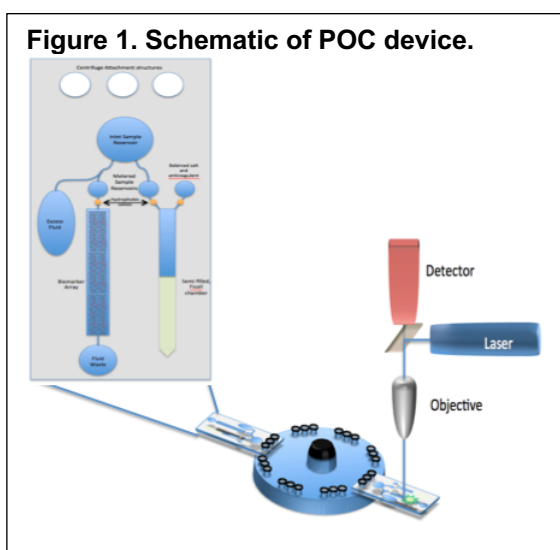 Figure 1. Schematic of POC device.
Centrifuge Attachment structures
Inlet Sample
Reservoir
Balanced salt
and
anticoagulant
Metered
Sample
Reservoirs
Hydrophobic
valves
Excess
Fluid
Biomarker
Array
Semi-filled,
Ficoll
chamber
Fluid
Waste
Detector
Laser
Objective